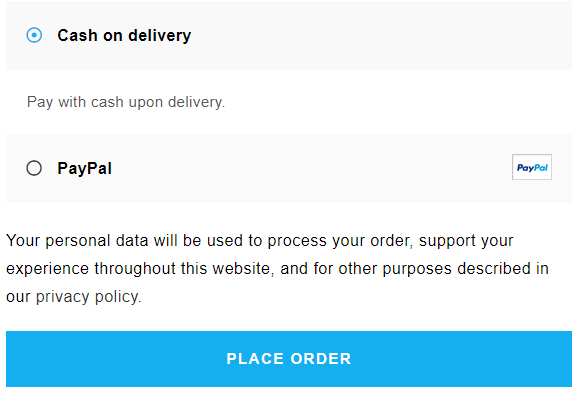 Cash on delivery
Pay with cash upon delivery.
PayPal
PayPal
Your personal data will be used to process your order, support your
experience throughout this website, and for other purposes described in
our privacy policy.
PLACE ORDER